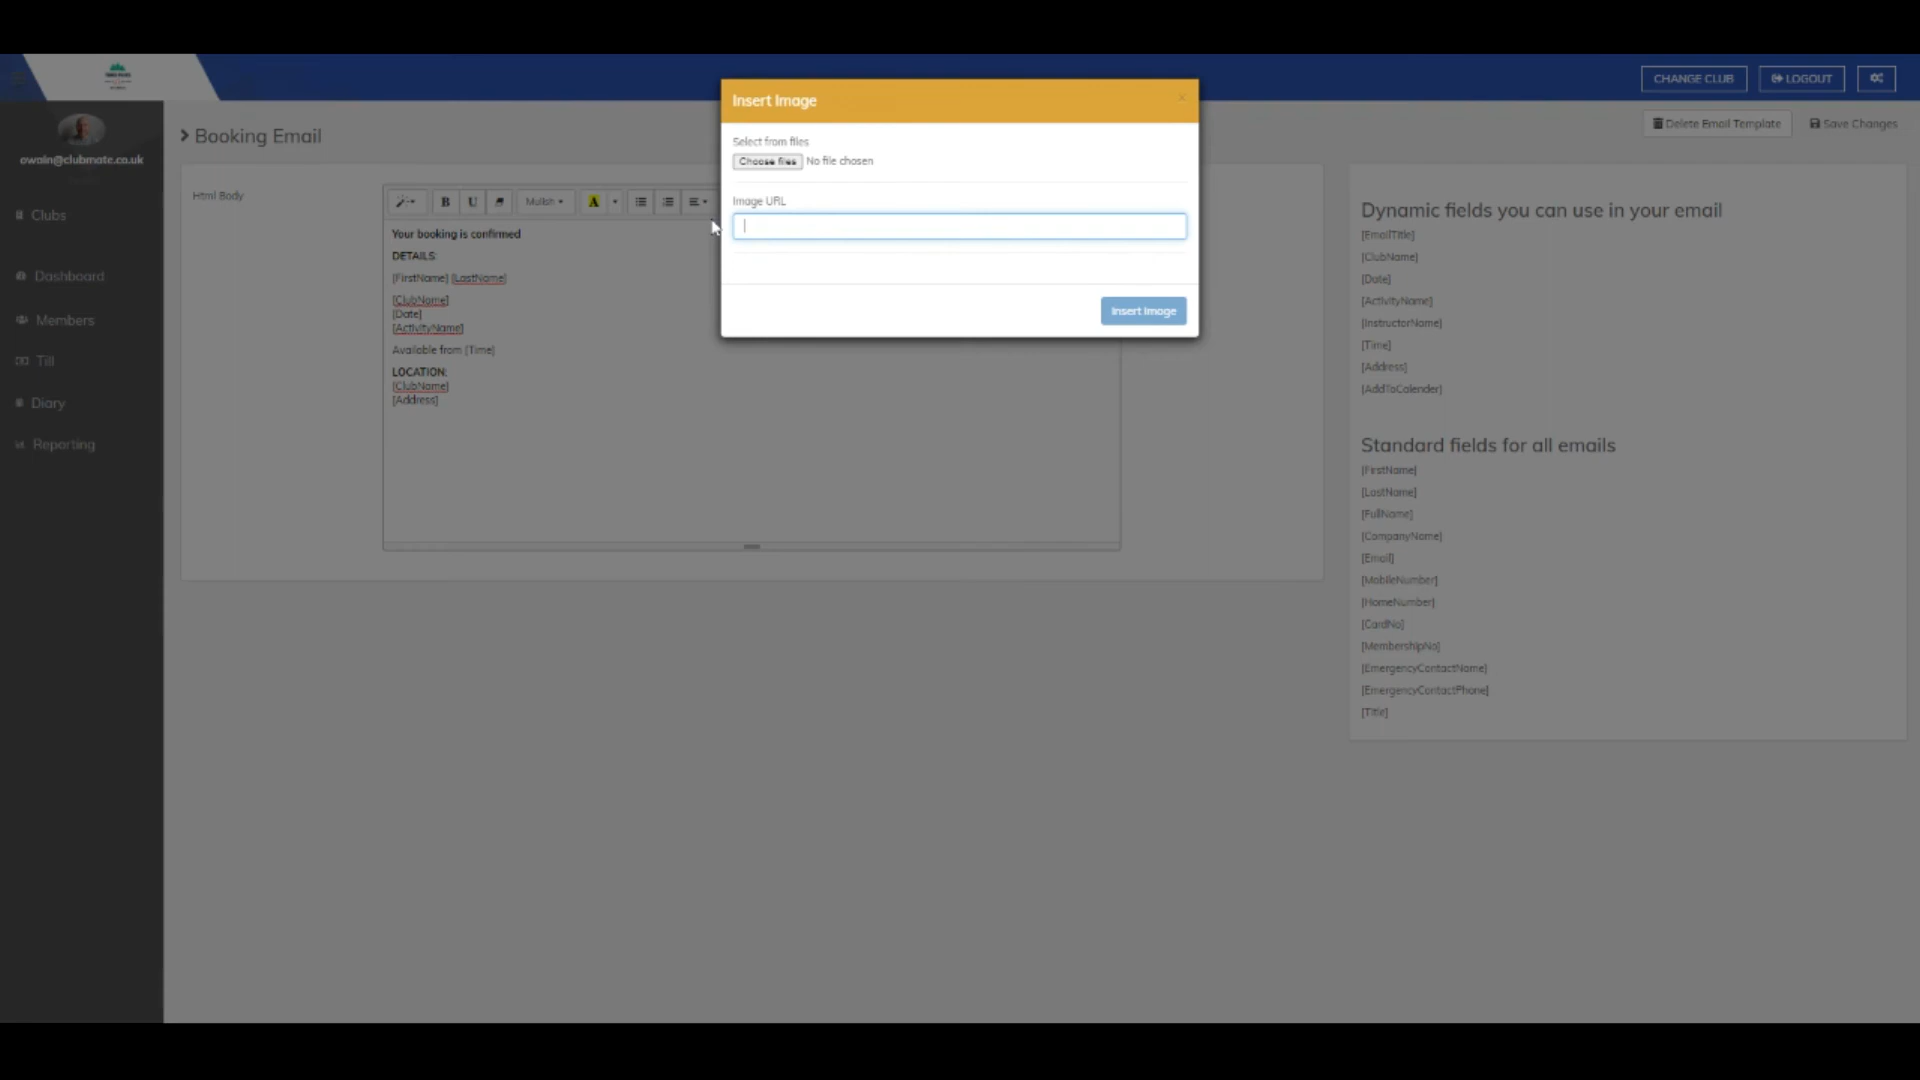 CHANGE CLUB
LOGOUT
Insert Image
×
owain@clubmate.co.uk
Clubs
Dashboard
Members
Till
Diary
Reporting
Booking Email
Delete Email Template
Save Changes
Select from files
Choose files No file chosen
Image URL
Insert Image
Html Body
B U Mulish A
Your booking is confirmed
DETAILS:
[FirstName] [LastName]
[ClubName]
[Date]
[ActivityName]
Available from [Time]
LOCATION:
[ClubName]
[Address]
Dynamic fields you can use in your email
[EmailTitle]
[ClubName]
[Date]
[ActivityName]
[InstructorName]
[Time]
[Address]
[AddToCalender]
Standard fields for all emails
[FirstName]
[LastName]
[FullName]
[CompanyName]
[Email]
[MobileNumber]
[HomeNumber]
[CardNo]
[MembershipNo]
[EmergencyContactName]
[EmergencyContactPhone]
[Title]